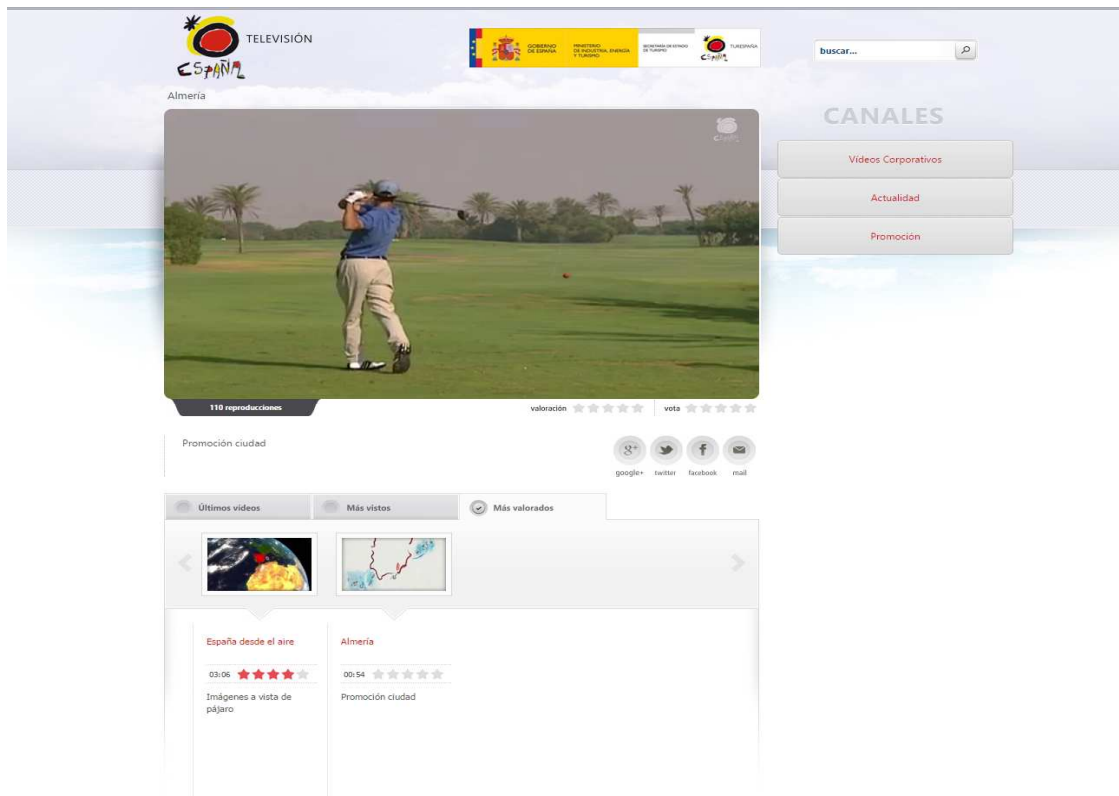 TELEVISIÓN
ESPAÑA
GOBIERNO
DE ESPAÑA
MINISTERIO
DE INDUSTRIA, ENERGÍA
Y TURISMO
SECRETARÍA DE ESTADO
DE TURISMO
ESPAÑA
TURESPAÑA
buscar...
Almería
CANALES
Vídeos Corporativos
Actualidad
Promoción
110 reproducciones
valoración
vota
Promoción ciudad
g+
f
google+
twitter
facebook
mail
Últimos vídeos
Más vistos
Más valorados
España desde el aire
03:06
Imágenes a vista de
pájaro
Almería
00:54
Promoción ciudad